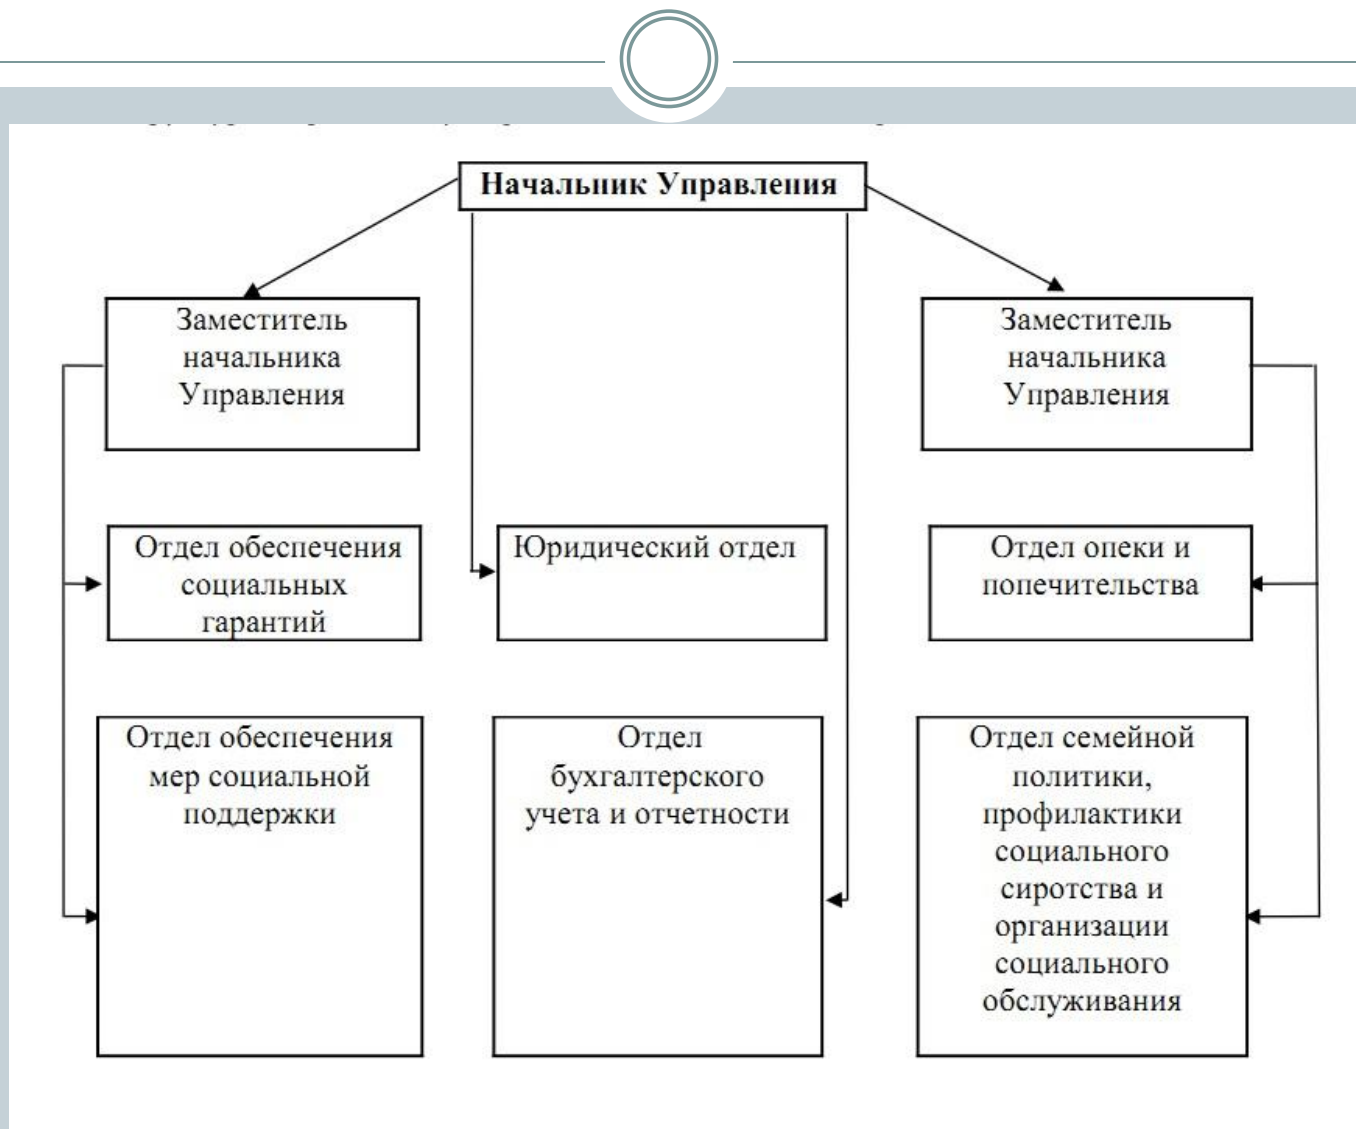 Начальник Управления
Заместитель
начальника
Управления
Заместитель
начальника
Управления
Отдел обеспечения
социальных
гарантий
Юридический отдел
Отдел опеки и
попечительства
Отдел обеспечения
мер социальной
поддержки
Отдел
бухгалтерского
учета и отчетности
Отдел семейной
политики,
профилактики
социального
сиротства и
организации
социального
обслуживания